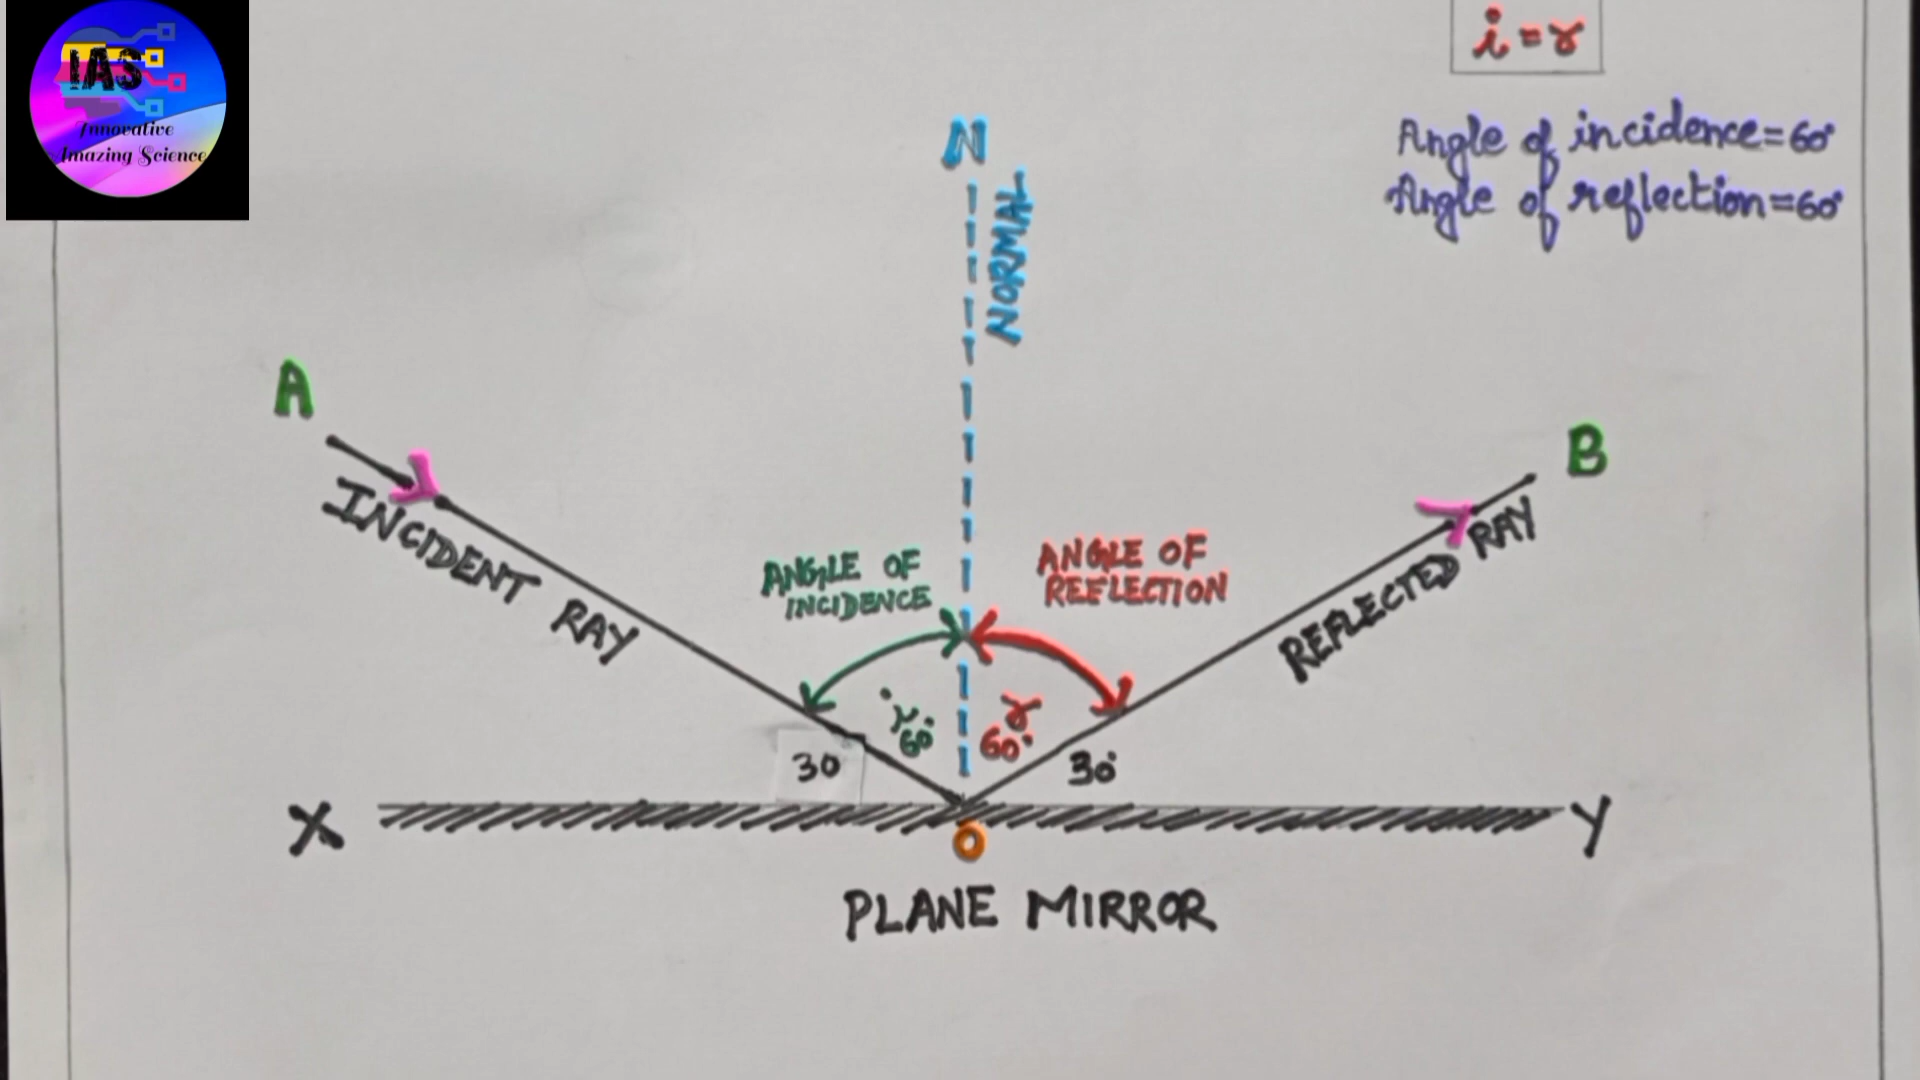 IAS
Innovative
Amazing Science
i = r
Angle of incidence = 60°
Angle of reflection = 60°
N
NORMAL
A
B
INCIDENT RAY
REFLECTED RAY
ANGLE OF
INCIDENCE
ANGLE OF
REFLECTION
i
60°
r
60°
30
30°
X
Y
O
PLANE MIRROR